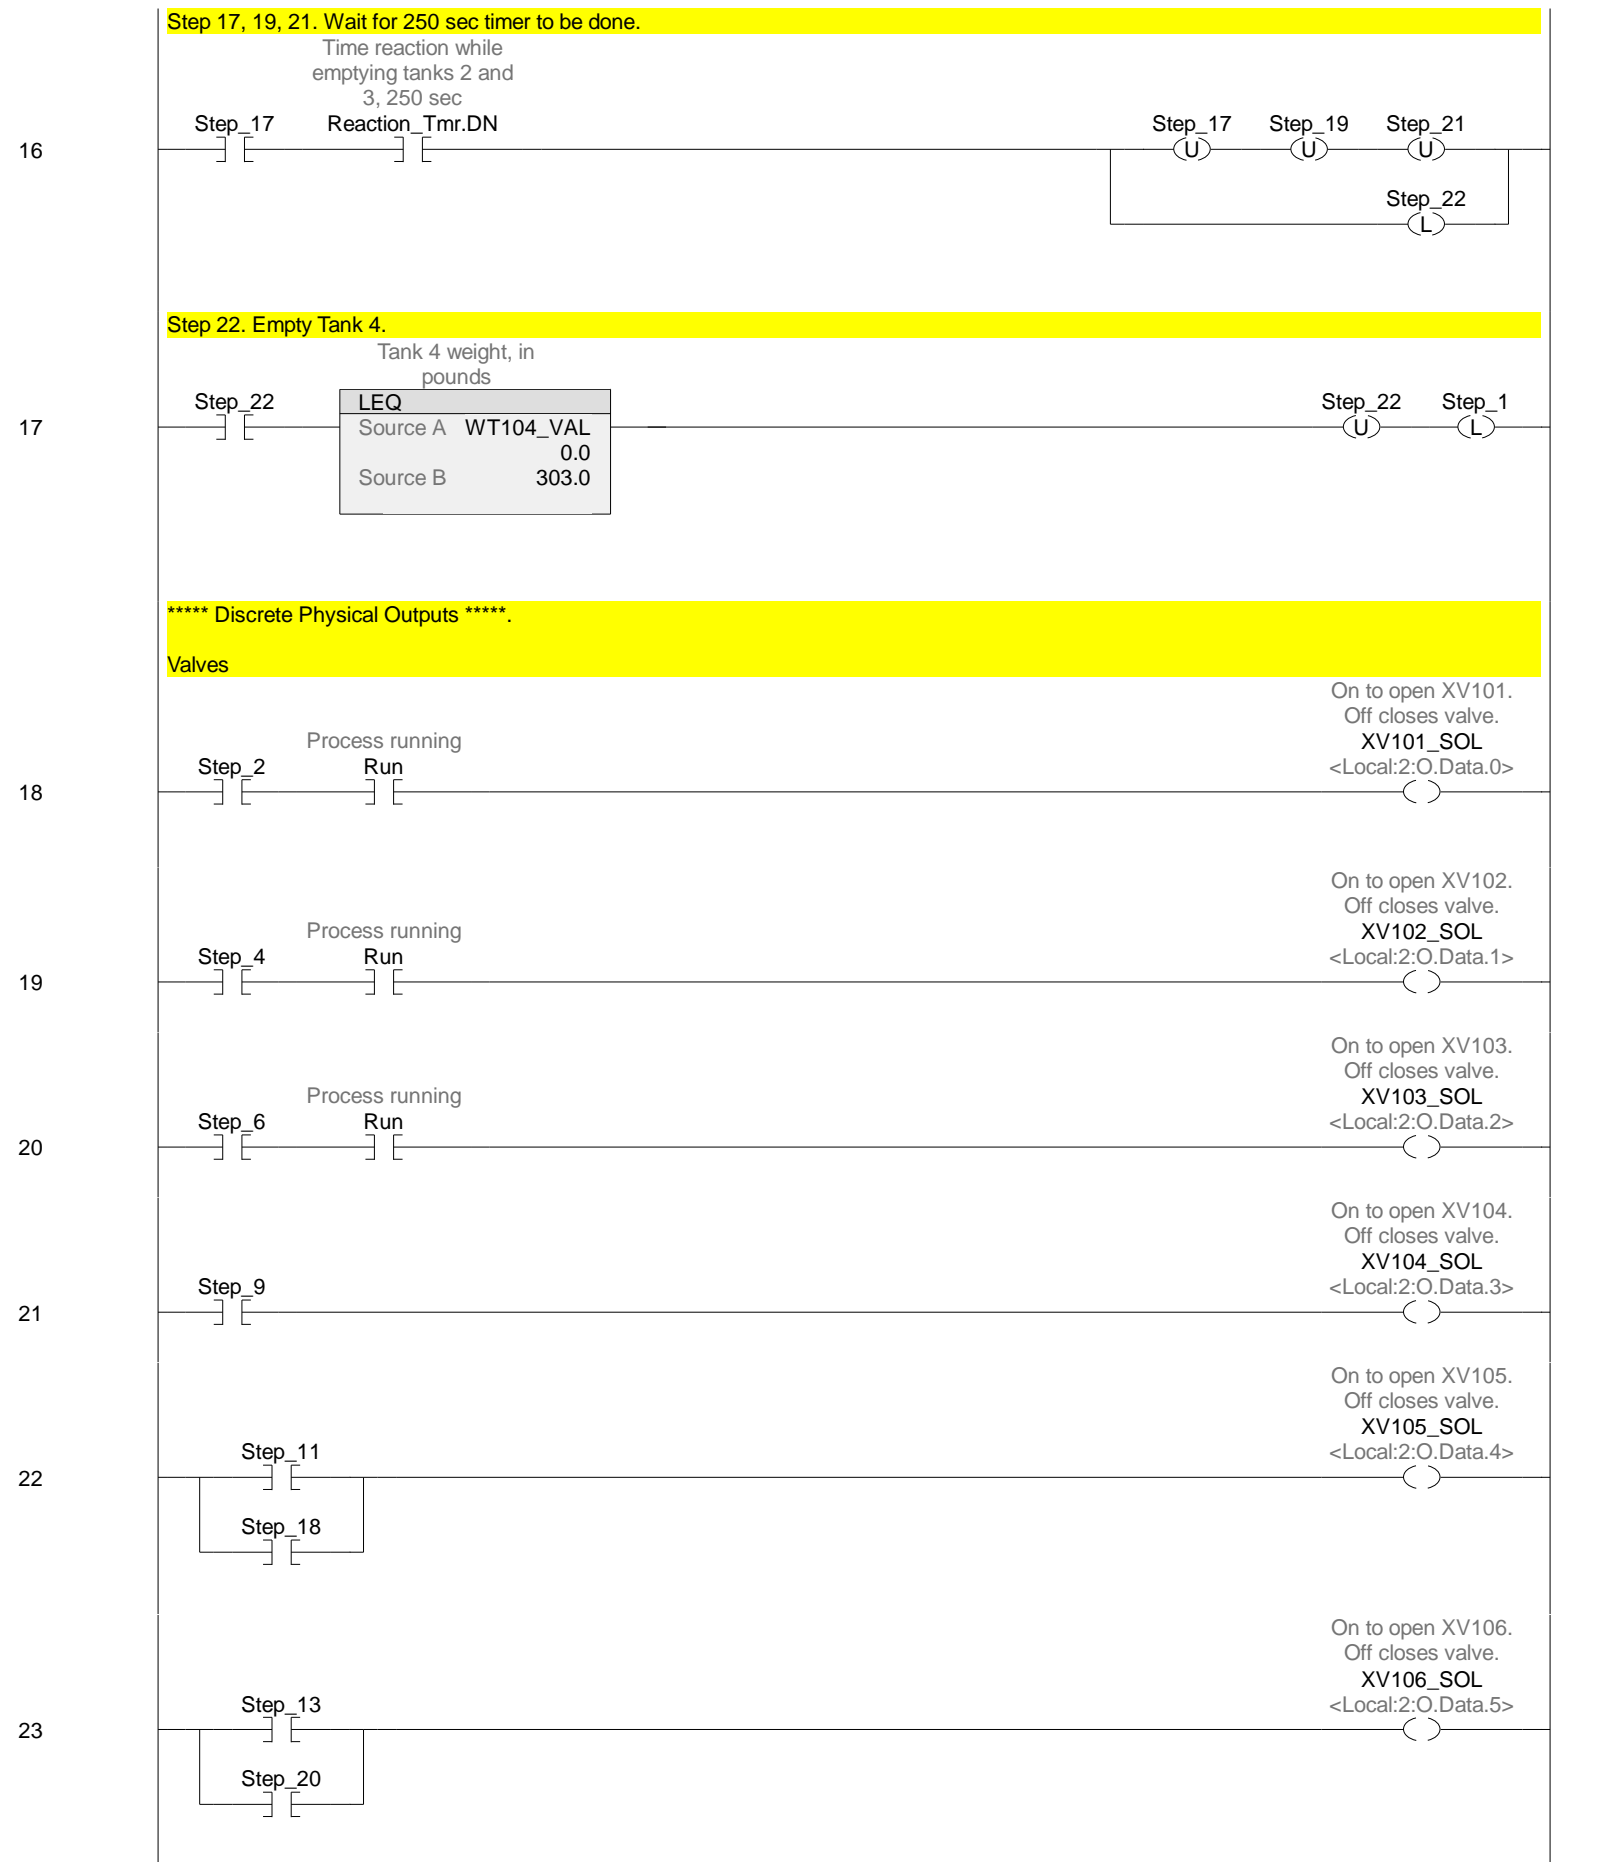 Step 17, 19, 21. Wait for 250 sec timer to be done.
Time reaction while
emptying tanks 2 and
3, 250 sec
Step_17 Reaction_Tmr.DN Step_17 Step_19 Step_21
16 U U U
Step_22
L
Step 22. Empty Tank 4.
Tank 4 weight, in
pounds
Step_22 LEQ Step_22 Step_1
17 Source A WT104_VAL U L
0.0
Source B 303.0
***** Discrete Physical Outputs *****.
Valves
On to open XV101.
Off closes valve.
Process running XV101_SOL
Step_2 Run <Local:2:O.Data.0>
18
On to open XV102.
Off closes valve.
Process running XV102_SOL
Step_4 Run <Local:2:O.Data.1>
19
On to open XV103.
Off closes valve.
Process running XV103_SOL
Step_6 Run <Local:2:O.Data.2>
20
On to open XV104.
Off closes valve.
XV104_SOL
Step_9 <Local:2:O.Data.3>
21
On to open XV105.
Off closes valve.
XV105_SOL
Step_11 <Local:2:O.Data.4>
22
Step_18
On to open XV106.
Off closes valve.
XV106_SOL
Step_13 <Local:2:O.Data.5>
23
Step_20